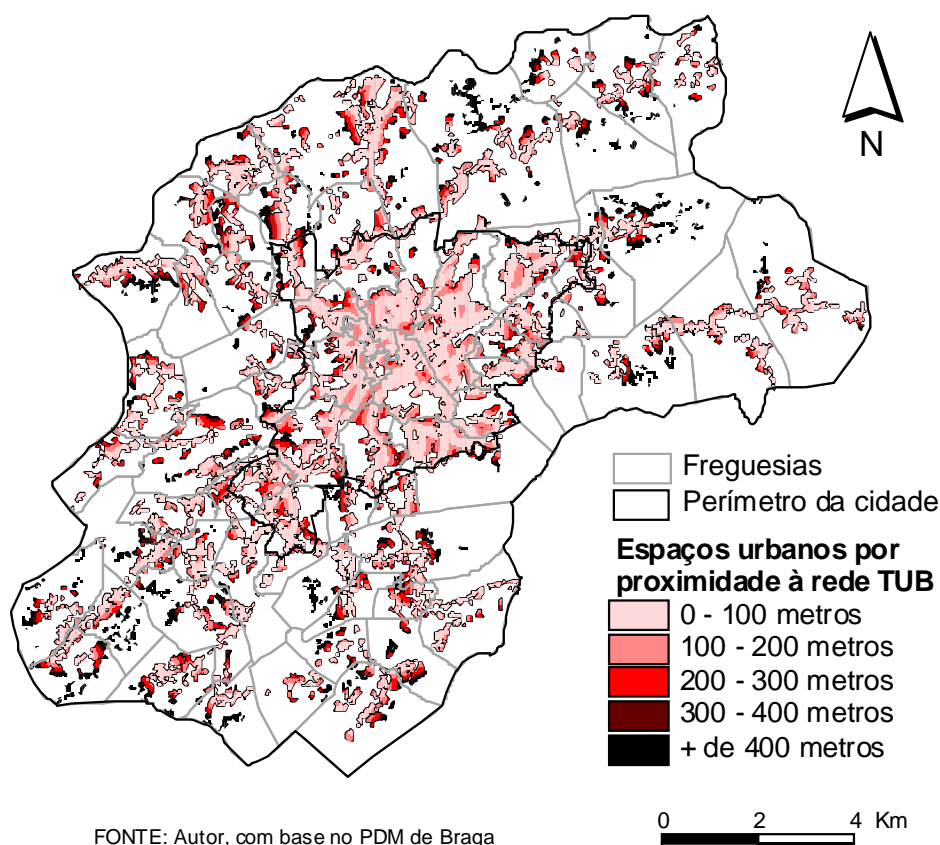 N
Freguesias
Perímetro da cidade
Espaços urbanos por
proximidade à rede TUB
0 - 100 metros
100 - 200 metros
200 - 300 metros
300 - 400 metros
+ de 400 metros
0 2 4 Km
FONTE: Autor, com base no PDM de Braga